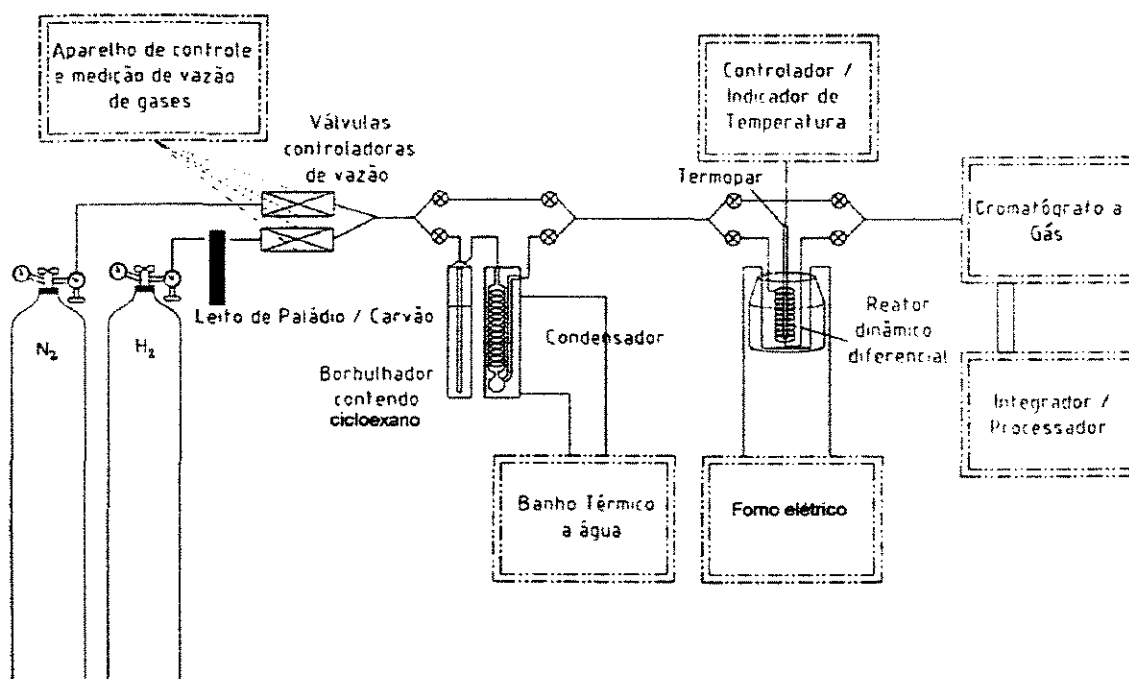 Aparelho de controle
e medição de vazão
de gases
Válvulas
controladoras
de vazão
Controlador /
Indicador de
Temperatura
Termopar
Cromatógrafo a
Gás
N₂
H₂
Leito de Paládio / Carvão
Condensador
Borbulhador
contendo
cicloexano
Reator
dinâmico
diferencial
Integrador /
Processador
Banho Térmico
a água
Forno elétrico